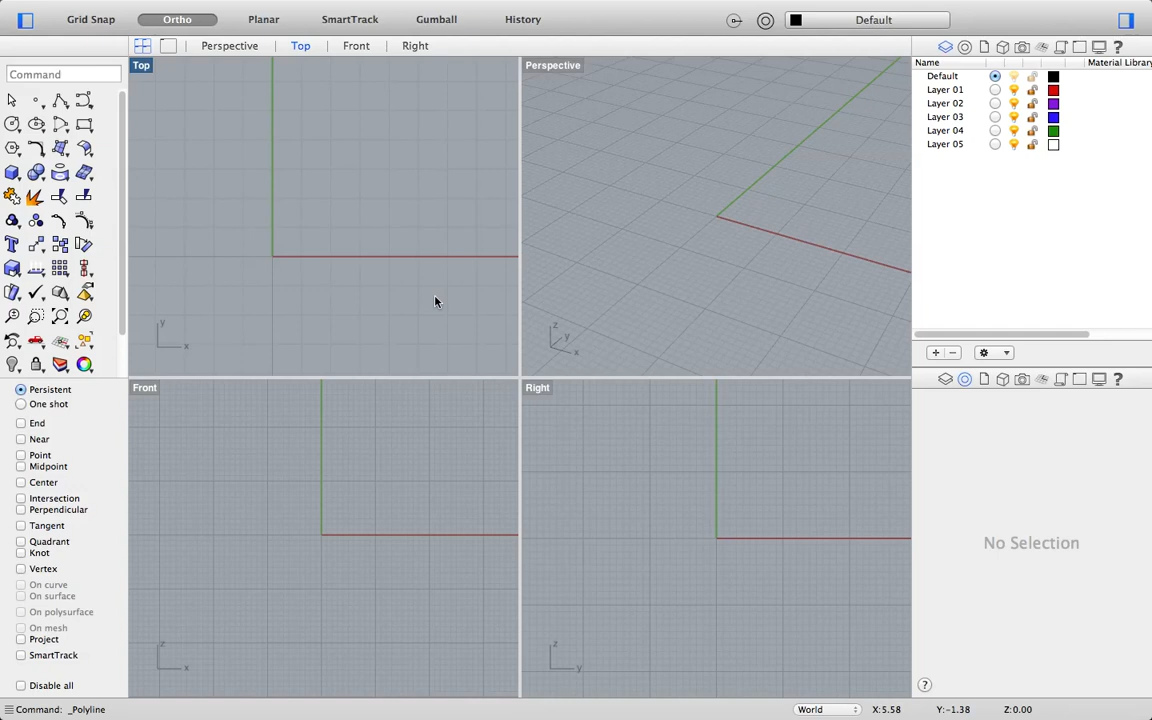 Grid Snap Ortho Planar SmartTrack Gumball History Default
Perspective Top Front Right
Command
Top
Perspective
Name Material Library
Default
Layer 01
Layer 02
Layer 03
Layer 04
Layer 05
y
x
z
y
x
Persistent
One shot
End
Near
Point
Midpoint
Center
Intersection
Perpendicular
Tangent
Quadrant
Knot
Vertex
On curve
On surface
On polysurface
On mesh
Project
SmartTrack
Disable all
Front
Right
z
x
z
y
No Selection
Command: _Polyline World X:5.58 Y:-1.38 Z:0.00